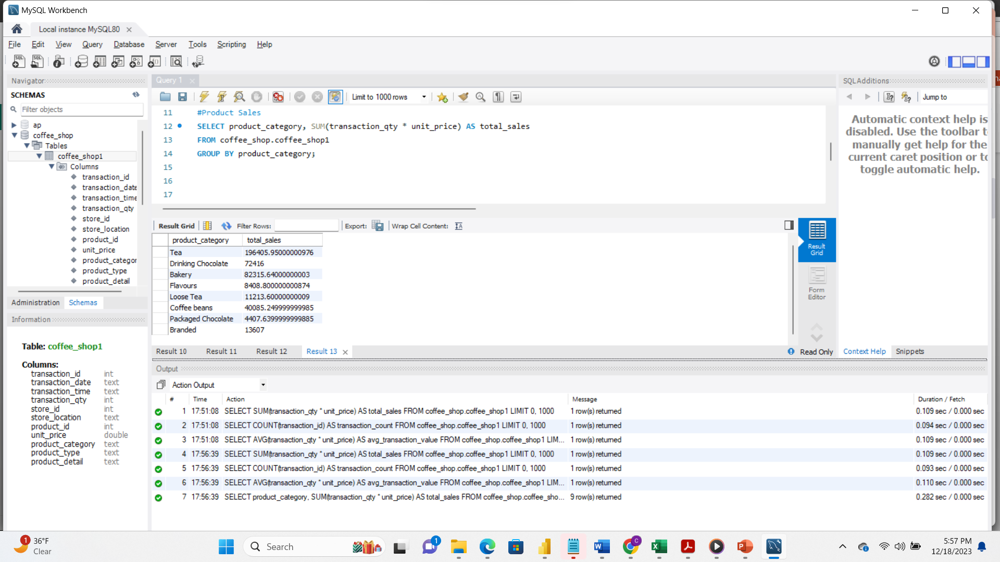 MySQL Workbench
Local instance MySQL80
File Edit View Query Database Server Tools Scripting Help
Navigator
SCHEMAS
Filter objects
ap
coffee_shop
Tables
coffee_shop1
Columns
transaction_id
transaction_date
transaction_time
transaction_qty
store_id
store_location
product_id
unit_price
product_categor
product_type
product_detail
Administration Schemas
Information
Table: coffee_shop1
Columns:
transaction_id int
transaction_date text
transaction_time text
transaction_qty int
store_id int
store_location text
product_id int
unit_price double
product_category text
product_type text
product_detail text
Query 1
Limit to 1000 rows
11 #Product Sales
12 SELECT product_category, SUM(transaction_qty * unit_price) AS total_sales
13 FROM coffee_shop.coffee_shop1
14 GROUP BY product_category;
15
16
17
Result Grid Filter Rows: Export: Wrap Cell Content:
product_category total_sales
Tea 196405.95000000976
Drinking Chocolate 72416
Bakery 82315.64000000003
Flavours 8408.800000000874
Loose Tea 11213.60000000009
Coffee beans 40085.249999999985
Packaged Chocolate 4407.6399999999885
Branded 13607
Result Grid
Form Editor
Result 10 Result 11 Result 12 Result 13
Read Only
SQLAdditions
Jump to
Automatic context help is
disabled. Use the toolbar t
manually get help for the
current caret position or to
toggle automatic help.
Context Help Snippets
Output
Action Output
# Time Action Message Duration / Fetch
1 17:51:08 SELECT SUM(transaction_qty * unit_price) AS total_sales FROM coffee_shop.coffee_shop1 LIMIT 0, 1000 1 row(s) returned 0.109 sec / 0.000 sec
2 17:51:08 SELECT COUNT(transaction_id) AS transaction_count FROM coffee_shop.coffee_shop1 LIMIT 0, 1000 1 row(s) returned 0.094 sec / 0.000 sec
3 17:51:08 SELECT AVG(transaction_qty * unit_price) AS avg_transaction_value FROM coffee_shop.coffee_shop1 LIM... 1 row(s) returned 0.109 sec / 0.000 sec
4 17:56:39 SELECT SUM(transaction_qty * unit_price) AS total_sales FROM coffee_shop.coffee_shop1 LIMIT 0, 1000 1 row(s) returned 0.109 sec / 0.000 sec
5 17:56:39 SELECT COUNT(transaction_id) AS transaction_count FROM coffee_shop.coffee_shop1 LIMIT 0, 1000 1 row(s) returned 0.093 sec / 0.000 sec
6 17:56:39 SELECT AVG(transaction_qty * unit_price) AS avg_transaction_value FROM coffee_shop.coffee_shop1 LIM... 1 row(s) returned 0.110 sec / 0.000 sec
7 17:56:39 SELECT product_category, SUM(transaction_qty * unit_price) AS total_sales FROM coffee_shop.coffee_sho... 9 row(s) returned 0.282 sec / 0.000 sec
1
36°F
Clear
Search
1
C
5:57 PM
12/18/2023